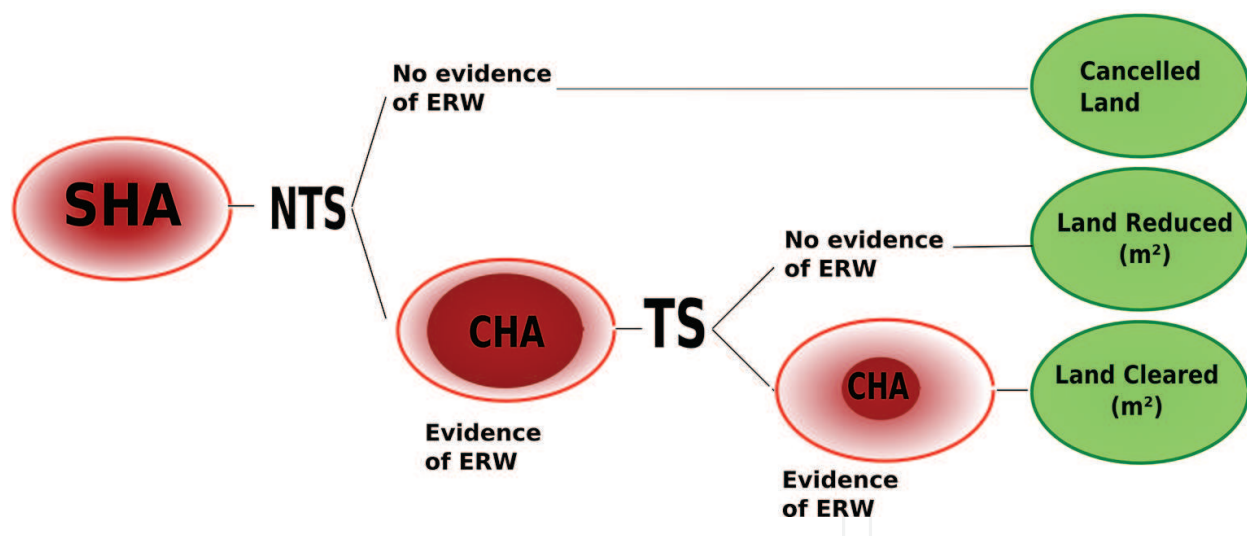 SHA
NTS
No evidence
of ERW
Cancelled
Land
CHA
Evidence
of ERW
TS
No evidence
of ERW
Land Reduced
(m²)
CHA
Evidence
of ERW
Land Cleared
(m²)